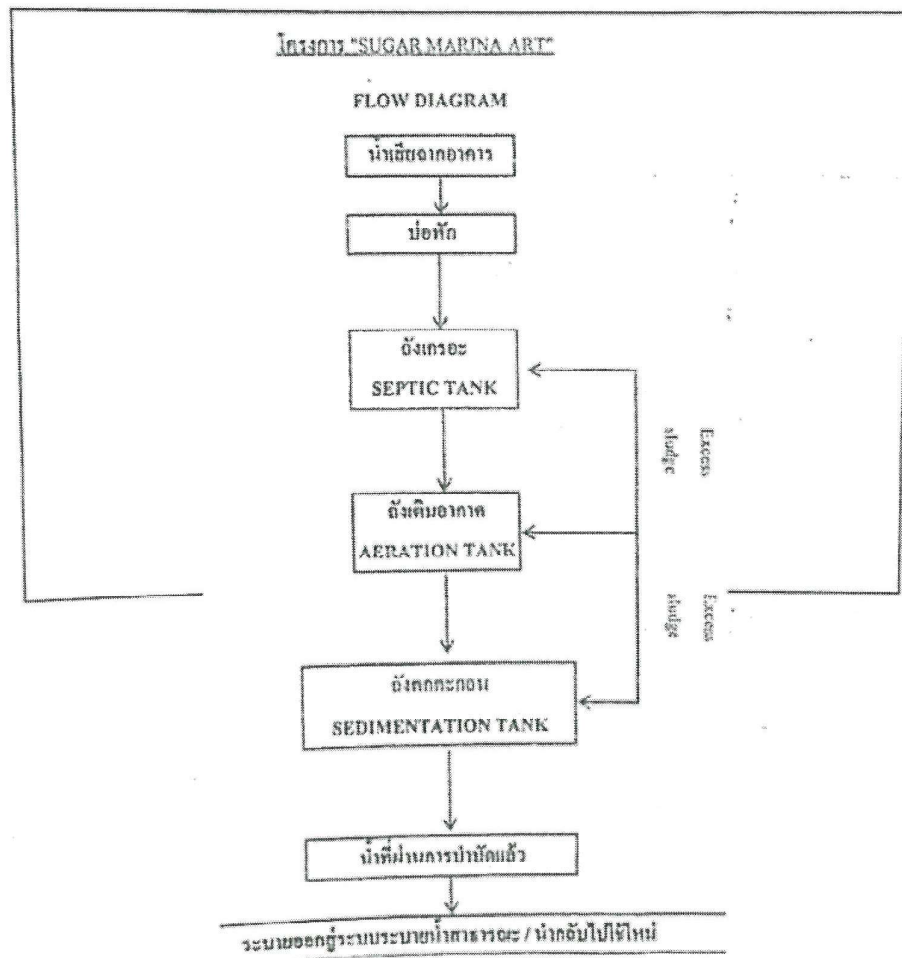 โครงการ "SUGAR MARINA ART"
FLOW DIAGRAM
น้ำเสียจากอาคาร
บ่อพัก
ถังเกรอะ
SEPTIC TANK
Excess
sludge
ถังเติมอากาศ
AERATION TANK
Excess
sludge
ถังตกตะกอน
SEDIMENTATION TANK
น้ำที่ผ่านการบำบัดแล้ว
ระบายออกสู่ระบบระบายน้ำสาธารณะ / นำกลับไปใช้ใหม่